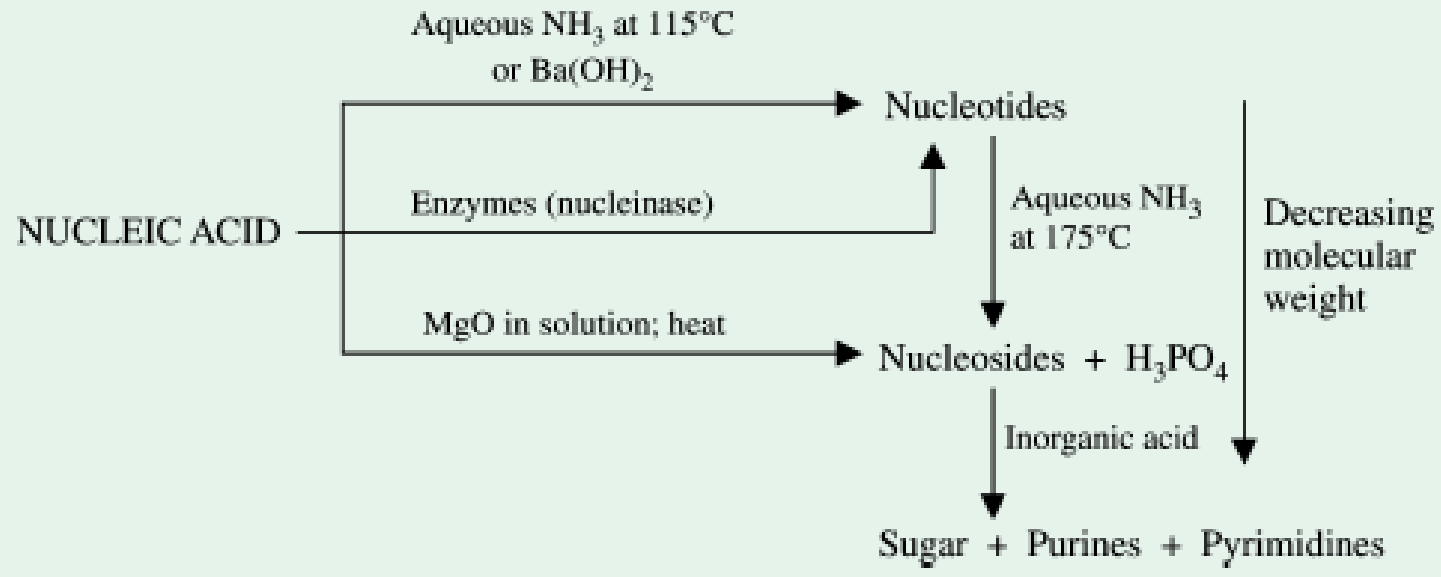 Aqueous NH₃ at 115°C
or Ba(OH)₂
Nucleotides
Enzymes (nucleinase)
Aqueous NH₃
at 175°C
Decreasing
molecular
weight
NUCLEIC ACID
MgO in solution; heat
Nucleosides + H₃PO₄
Inorganic acid
Sugar + Purines + Pyrimidines